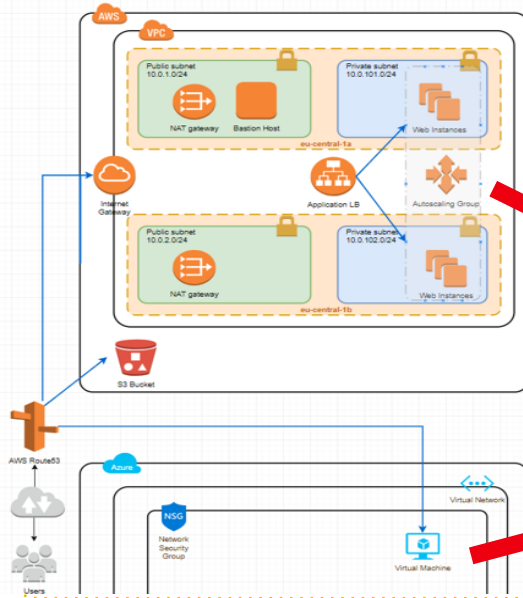 AWS
VPC
Public subnet
10.0.1.0/24
NAT gateway
Bastion Host
Private subnet
10.0.101.0/24
Web Instances
eu-central-1a
Internet
Gateway
Application LB
Autoscaling Group
Public subnet
10.0.2.0/24
NAT gateway
Private subnet
10.0.102.0/24
Web Instances
eu-central-1b
S3 Bucket
AWS Route53
Azure
Virtual Network
NSG
Network
Security
Group
Virtual Machine
Users